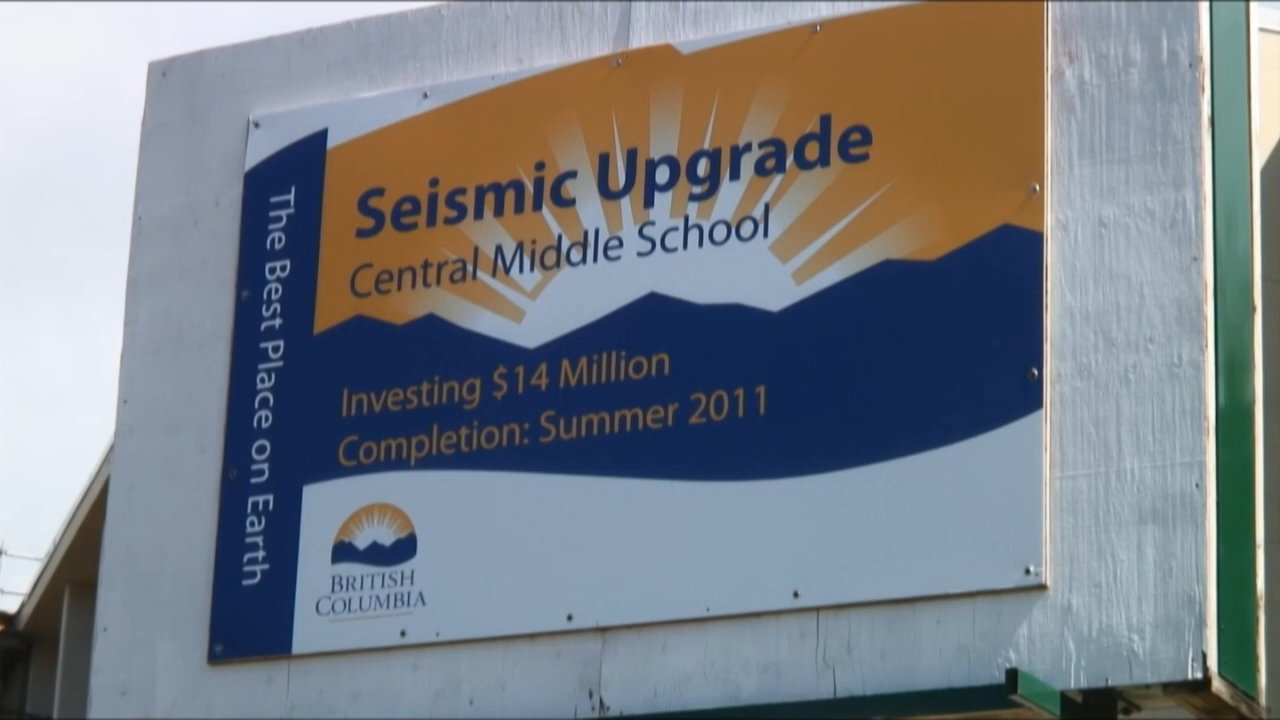 The Best Place on Earth
Seismic Upgrade
Central Middle School
Investing $14 Million
Completion: Summer 2011
BRITISH
COLUMBIA